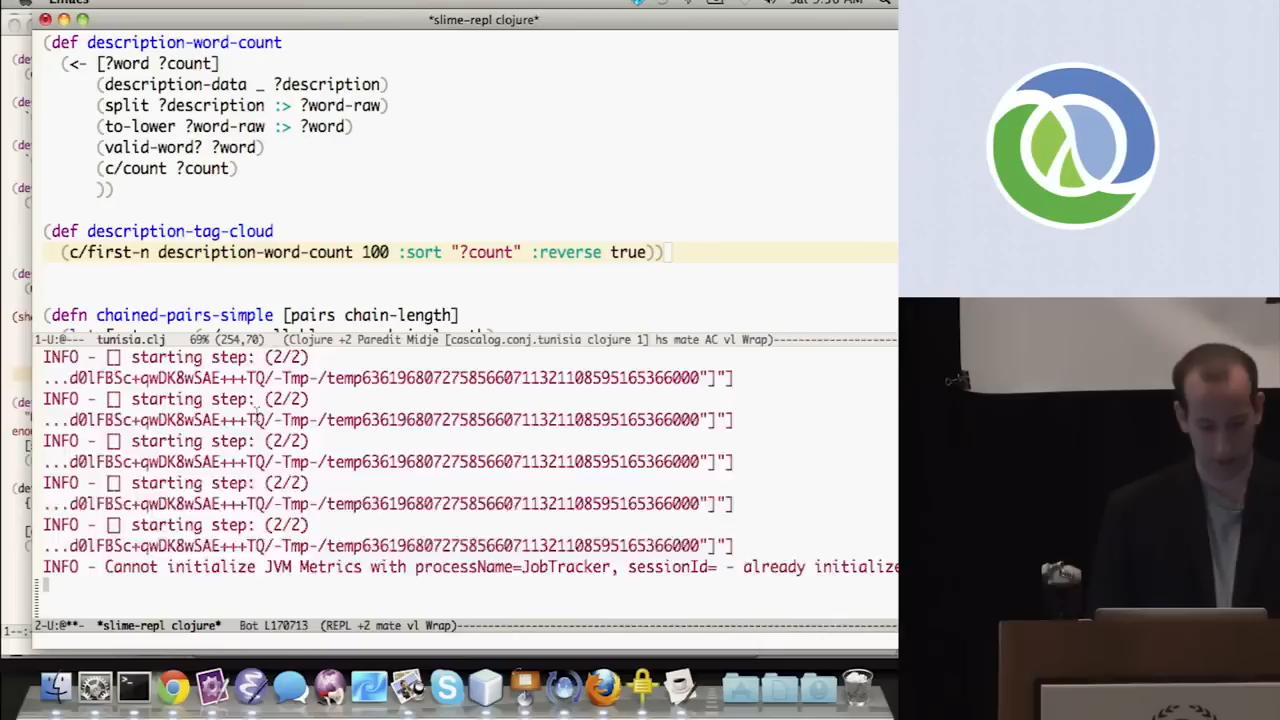 *slime-repl clojure*
(def description-word-count
(<- [?word ?count]
(description-data _ ?description)
(split ?description :> ?word-raw)
(to-lower ?word-raw :> ?word)
(valid-word? ?word)
(c/count ?count)
))
(def description-tag-cloud
(c/first-n description-word-count 100 :sort "?count" :reverse true))
(defn chained-pairs-simple [pairs chain-length]
1-U:@--- tunisia.clj 69% (254,70) (Clojure +2 Paredit Midje [cascalog.conj.tunisia clojure 1] hs mate AC vl Wrap)
INFO - [] starting step: (2/2)
...d0lFBSc+qwDK8wSAE+++TQ/-Tmp-/temp6361968072758566071132110859516536​6000"]"]
INFO - [] starting step: (2/2)
...d0lFBSc+qwDK8wSAE+++TQ/-Tmp-/temp63619680727585660711321108595165366000"]"]
INFO - [] starting step: (2/2)
...d0lFBSc+qwDK8wSAE+++TQ/-Tmp-/temp63619680727585660711321108595165366000"]"]
INFO - [] starting step: (2/2)
...d0lFBSc+qwDK8wSAE+++TQ/-Tmp-/temp63619680727585660711321108595165366000"]"]
INFO - [] starting step: (2/2)
...d0lFBSc+qwDK8wSAE+++TQ/-Tmp-/temp63619680727585660711321108595165366000"]"]
INFO - Cannot initialize JVM Metrics with processName=JobTracker, sessionId= - already initialize
2-U:@**- *slime-repl clojure* Bot L170713 (REPL +2 mate vl Wrap)